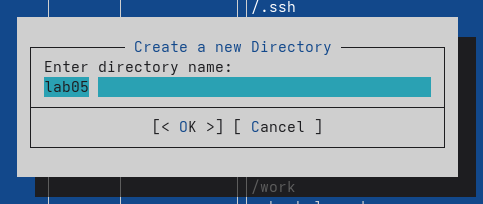 /.ssh
Create a new Directory
Enter directory name:
lab05
[< OK >] [ Cancel ]
/work